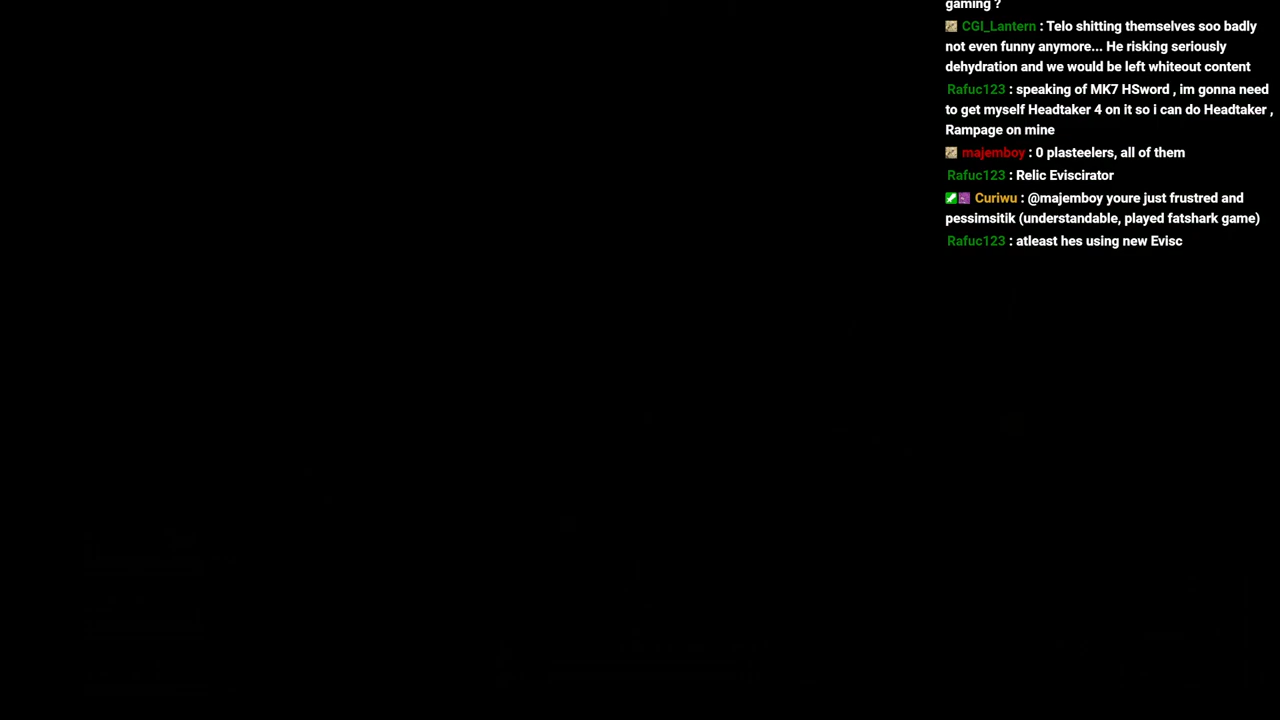 gaming ?
CGI_Lantern : Telo shitting themselves soo badly
not even funny anymore... He risking seriously
dehydration and we would be left whiteout content
Rafuc123 : speaking of MK7 HSword , im gonna need
to get myself Headtaker 4 on it so i can do Headtaker ,
Rampage on mine
majemboy : 0 plasteelers, all of them
Rafuc123 : Relic Eviscirator
Curiwu : @majemboy youre just frustred and
pessimsitik (understandable, played fatshark game)
Rafuc123 : atleast hes using new Evisc